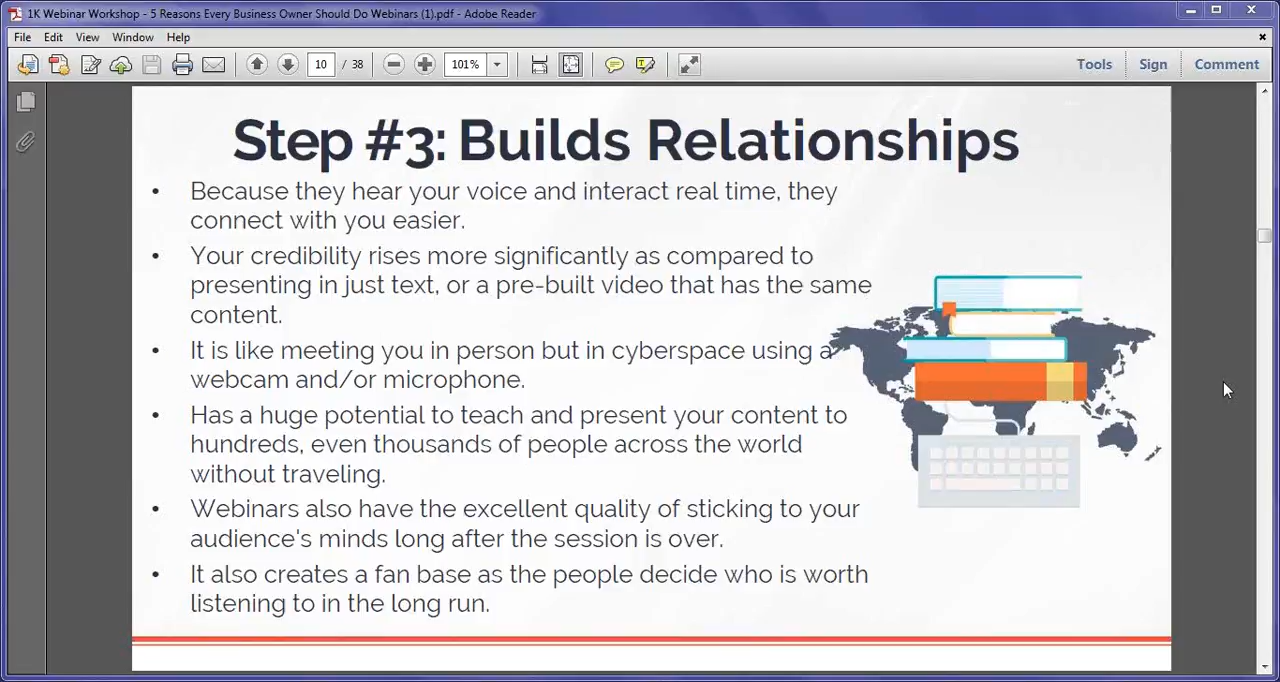 1K Webinar Workshop - 5 Reasons Every Business Owner Should Do Webinars (1).pdf - Adobe Reader
File Edit View Window Help
10 / 38 101% Tools Sign Comment
Step #3: Builds Relationships
• Because they hear your voice and interact real time, they
connect with you easier.
• Your credibility rises more significantly as compared to
presenting in just text, or a pre-built video that has the same
content.
• It is like meeting you in person but in cyberspace using a
webcam and/or microphone.
• Has a huge potential to teach and present your content to
hundreds, even thousands of people across the world
without traveling.
• Webinars also have the excellent quality of sticking to your
audience's minds long after the session is over.
• It also creates a fan base as the people decide who is worth
listening to in the long run.